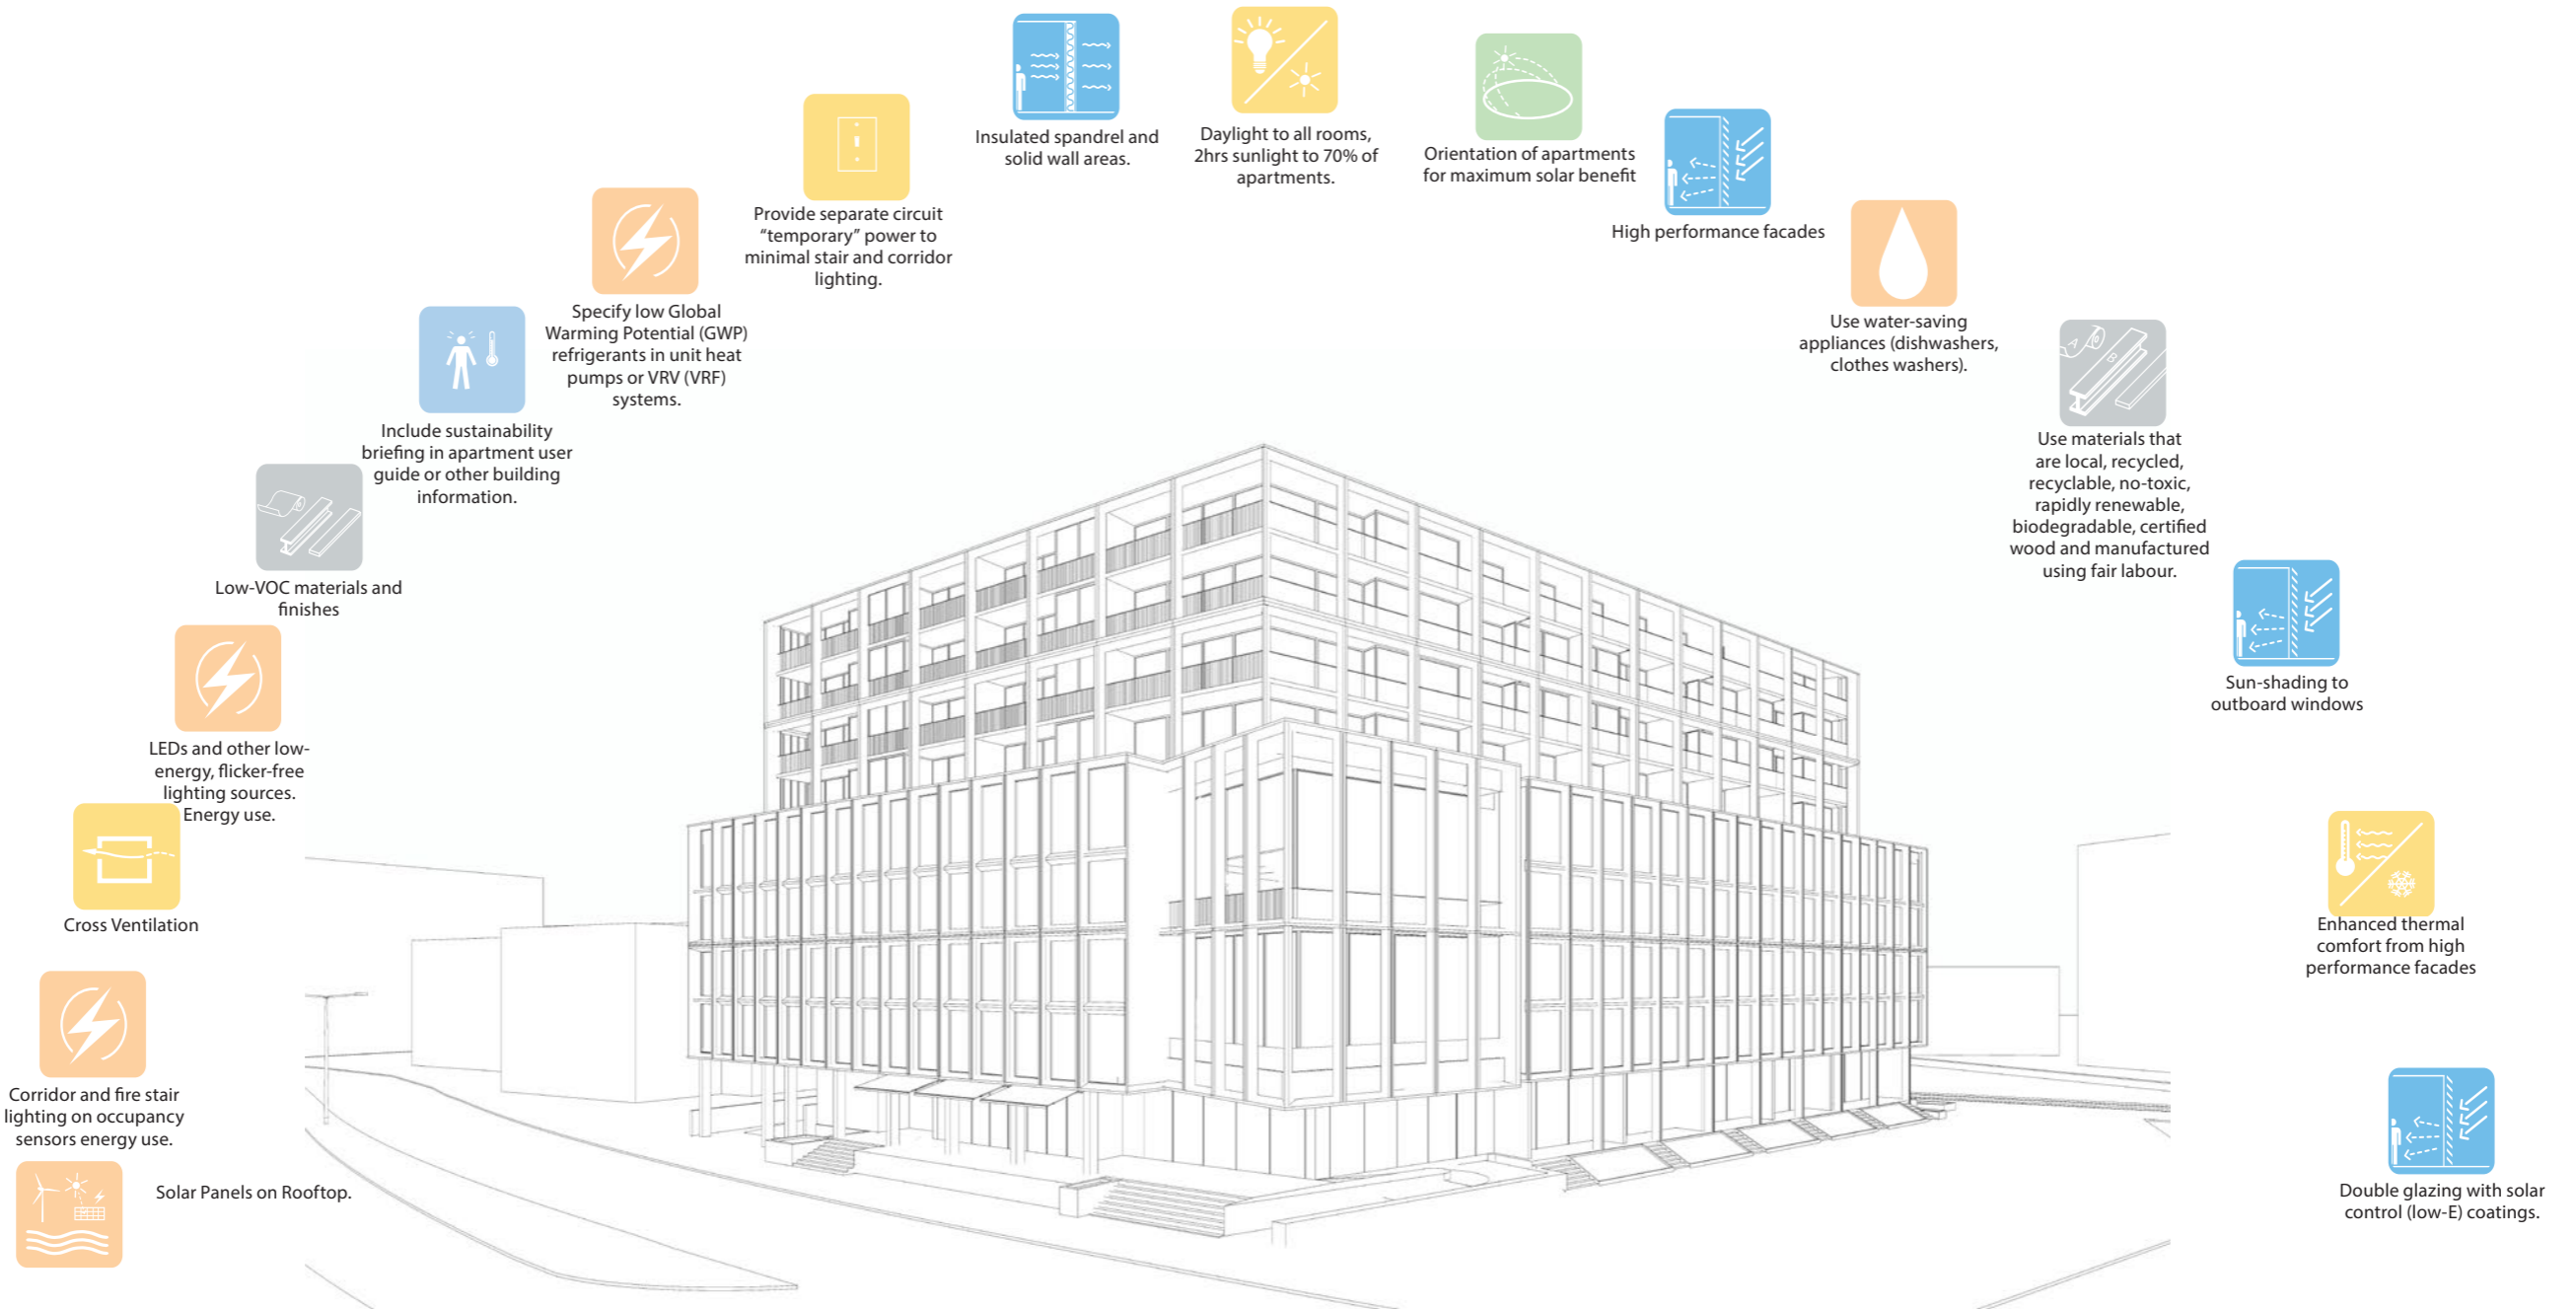 Insulated spandrel and
solid wall areas.
Daylight to all rooms,
2hrs sunlight to 70% of
apartments.
Orientation of apartments
for maximum solar benefit
High performance facades
Provide separate circuit
“temporary” power to
minimal stair and corridor
lighting.
Specify low Global
Warming Potential (GWP)
refrigerants in unit heat
pumps or VRV (VRF)
systems.
Use water-saving
appliances (dishwashers,
clothes washers).
A
B
Use materials that
are local, recycled,
recyclable, no-toxic,
rapidly renewable,
biodegradable, certified
wood and manufactured
using fair labour.
Include sustainability
briefing in apartment user
guide or other building
information.
Low-VOC materials and
finishes
Sun-shading to
outboard windows
LEDs and other low-
energy, flicker-free
lighting sources.
Energy use.
Cross Ventilation
Enhanced thermal
comfort from high
performance facades
Corridor and fire stair
lighting on occupancy
sensors energy use.
Solar Panels on Rooftop.
Double glazing with solar
control (low-E) coatings.